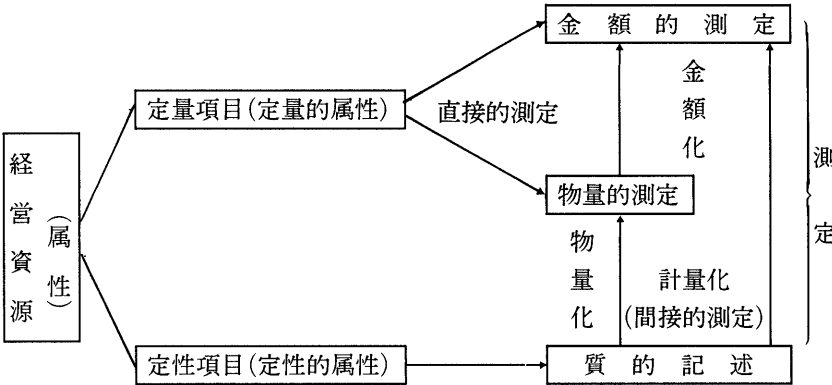 金額的測定
定量項目(定量的属性)
直接的測定
金額化
経営資源
(属性)
物量的測定
測定
物量化
計量化
(間接的測定)
定性項目(定性的属性)
質的記述